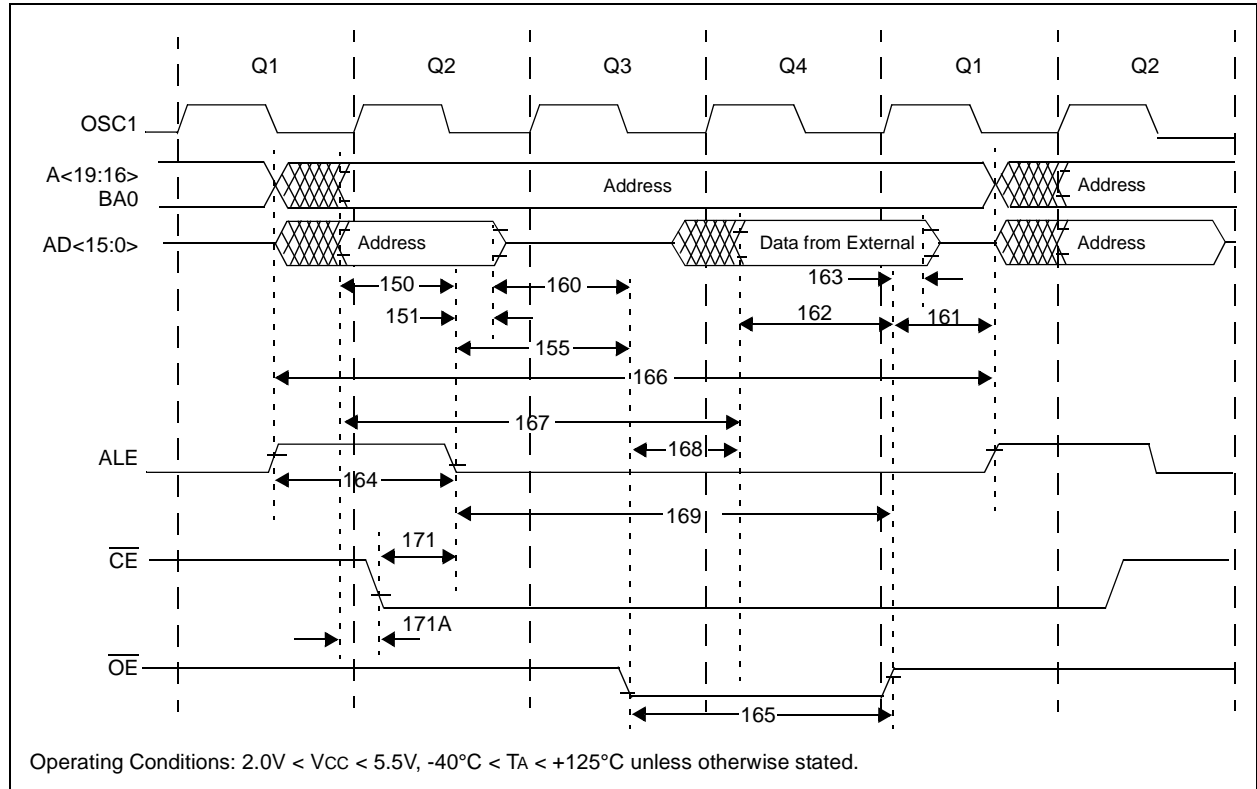 Q1 Q2 Q3 Q4 Q1 Q2
OSC1
A<19:16>
BA0
Address
Address
AD<15:0>
Address
Data from External
Address
150
160
163
151
162
161
155
166
167
168
ALE
164
169
171
CE
171A
OE
165
Operating Conditions: 2.0V < VCC < 5.5V, -40°C < TA < +125°C unless otherwise stated.